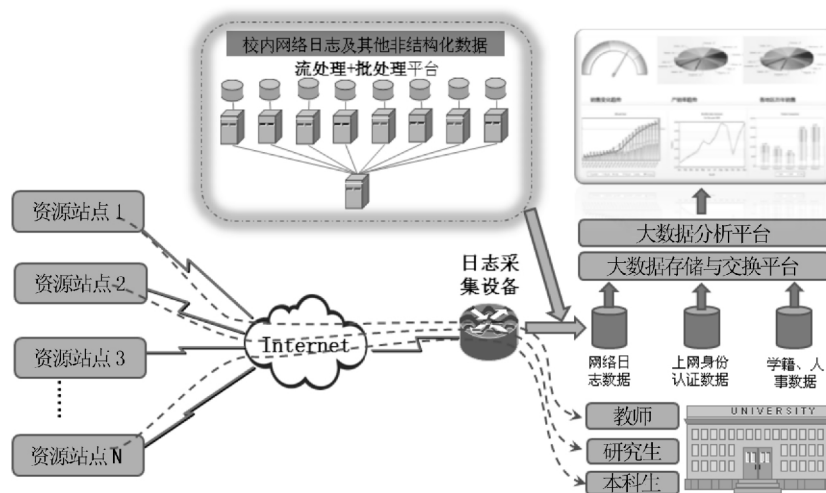 校内网络日志及其他非结构化数据
流处理+批处理平台
资源站点 1
资源站点 2
资源站点 3
资源站点 N
Internet
日志采
集设备
大数据分析平台
大数据存储与交换平台
网络日
志数据
上网身份
认证数据
学籍、人
事数据
教师
研究生
本科生
UNIVERSITY